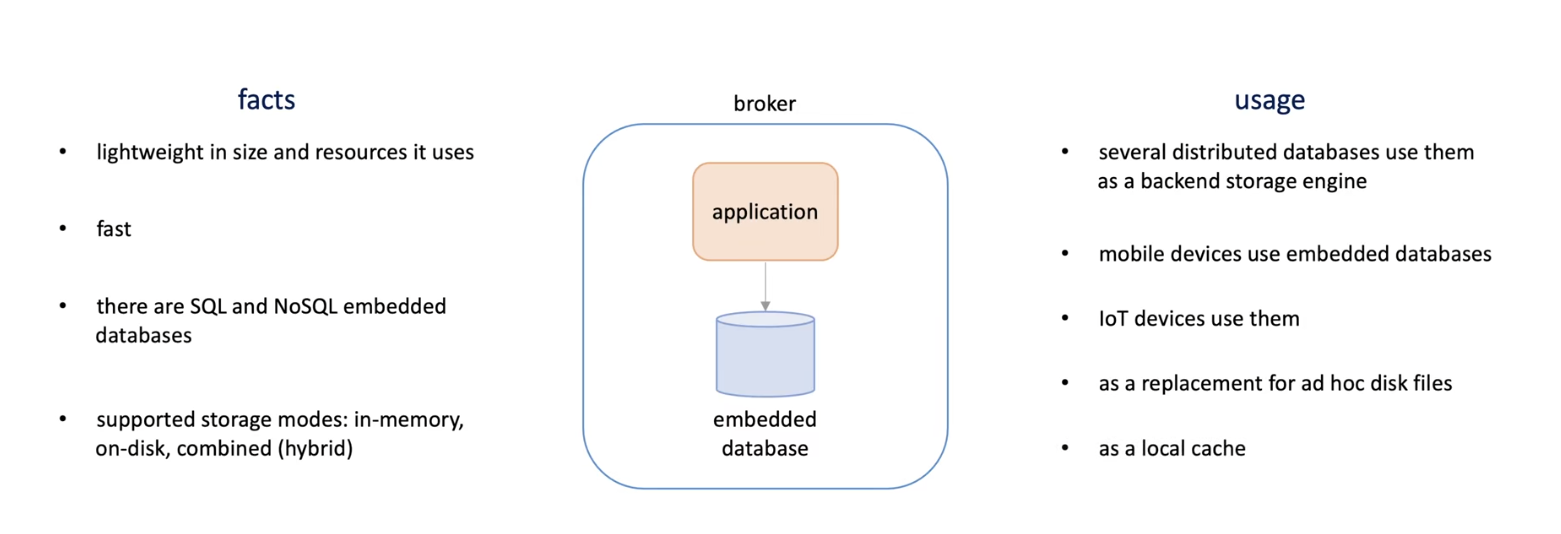 facts
• lightweight in size and resources it uses
• fast
• there are SQL and NoSQL embedded
databases
• supported storage modes: in-memory,
on-disk, combined (hybrid)
broker
application
embedded
database
usage
• several distributed databases use them
as a backend storage engine
• mobile devices use embedded databases
• IoT devices use them
• as a replacement for ad hoc disk files
• as a local cache